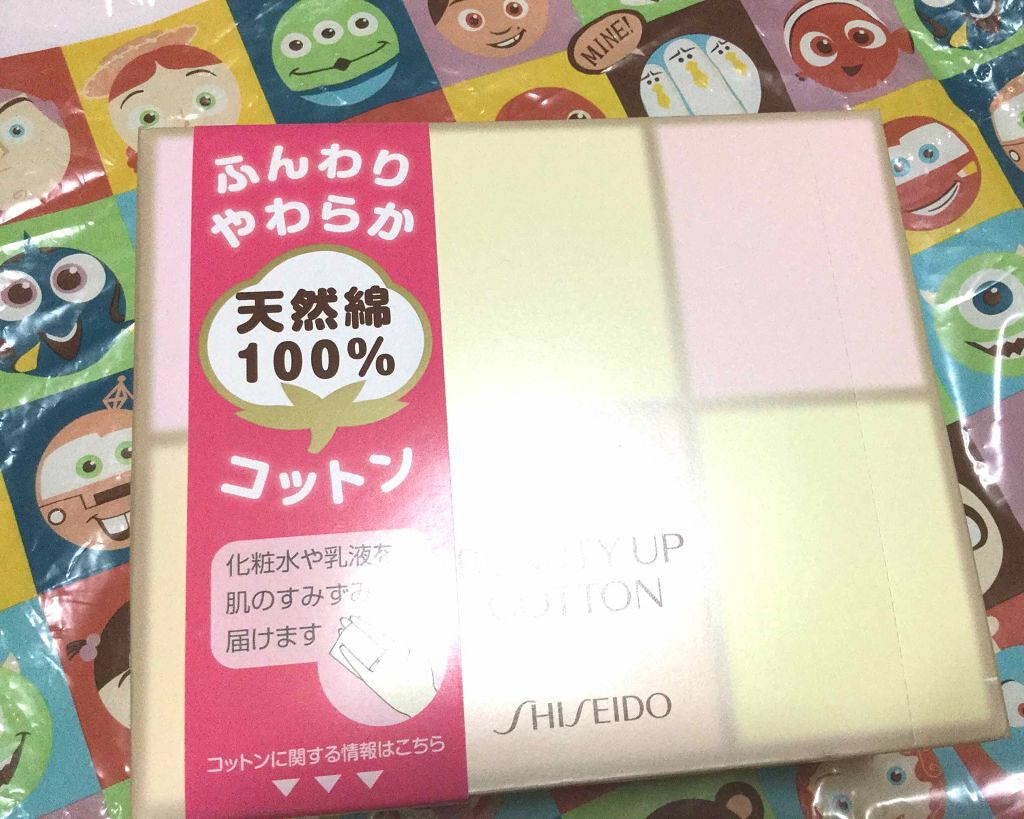 MINE!
ふんわり
やわらか
天然綿
100%
コットン
化粧水や乳液を
肌のすみずみ
届けます
コットンに関する情報はこちら
BEAUTY UP
COTTON
SHISEIDO